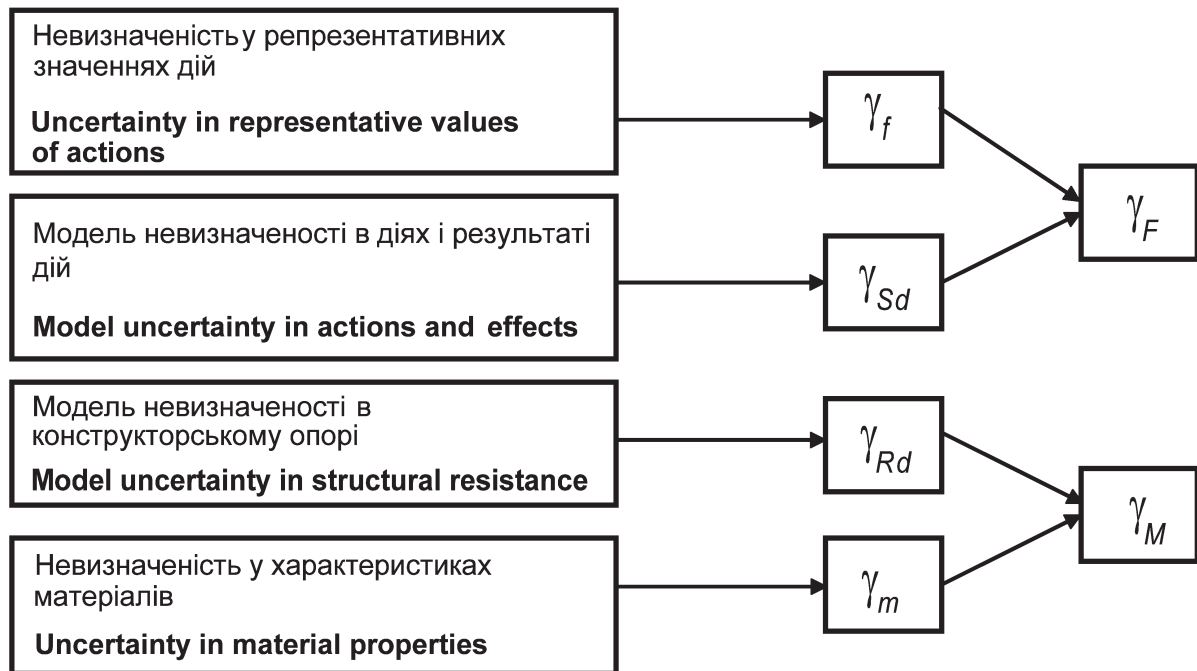 Невизначеність у репрезентативних
значеннях дій
Uncertainty in representative values
of actions
γf
γF
Модель невизначеності в діях і результаті
дій
Model uncertainty in actions and effects
γSd
Модель невизначеності в
конструкторському опорі
Model uncertainty in structural resistance
γRd
γM
Невизначеність у характеристиках
матеріалів
Uncertainty in material properties
γm